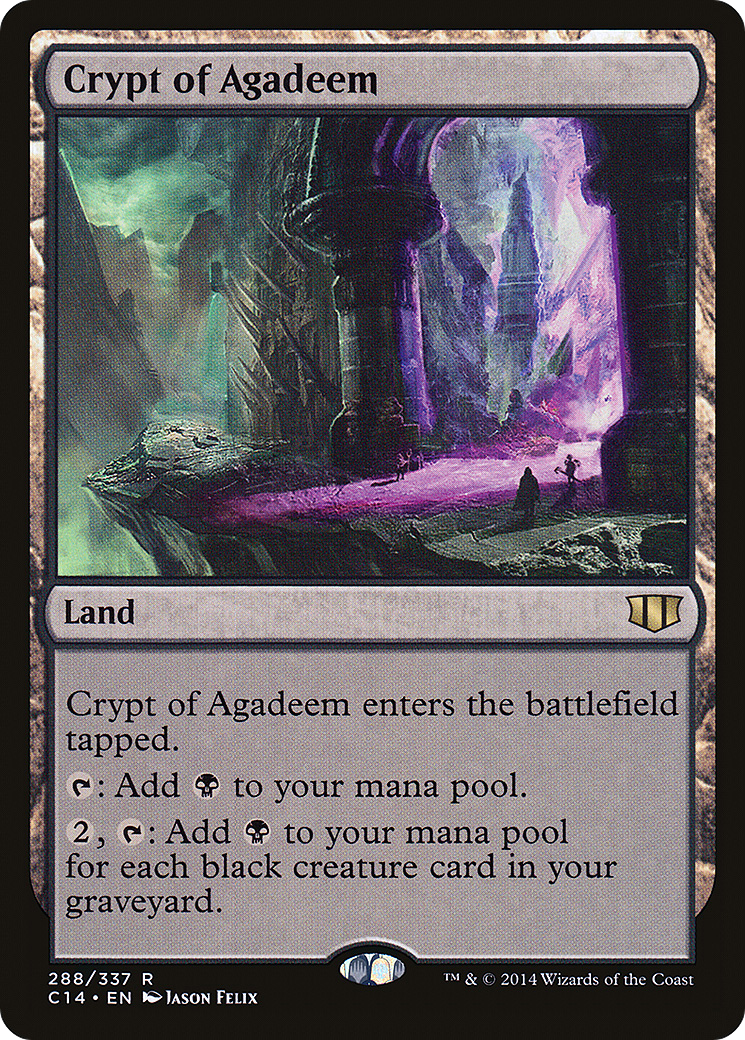 Crypt of Agadeem
Land
Crypt of Agadeem enters the battlefield
tapped.
: Add to your mana pool.
2, : Add to your mana pool
for each black creature card in your
graveyard.
288/337 R
C14 • EN Jason Felix
™ & © 2014 Wizards of the Coast